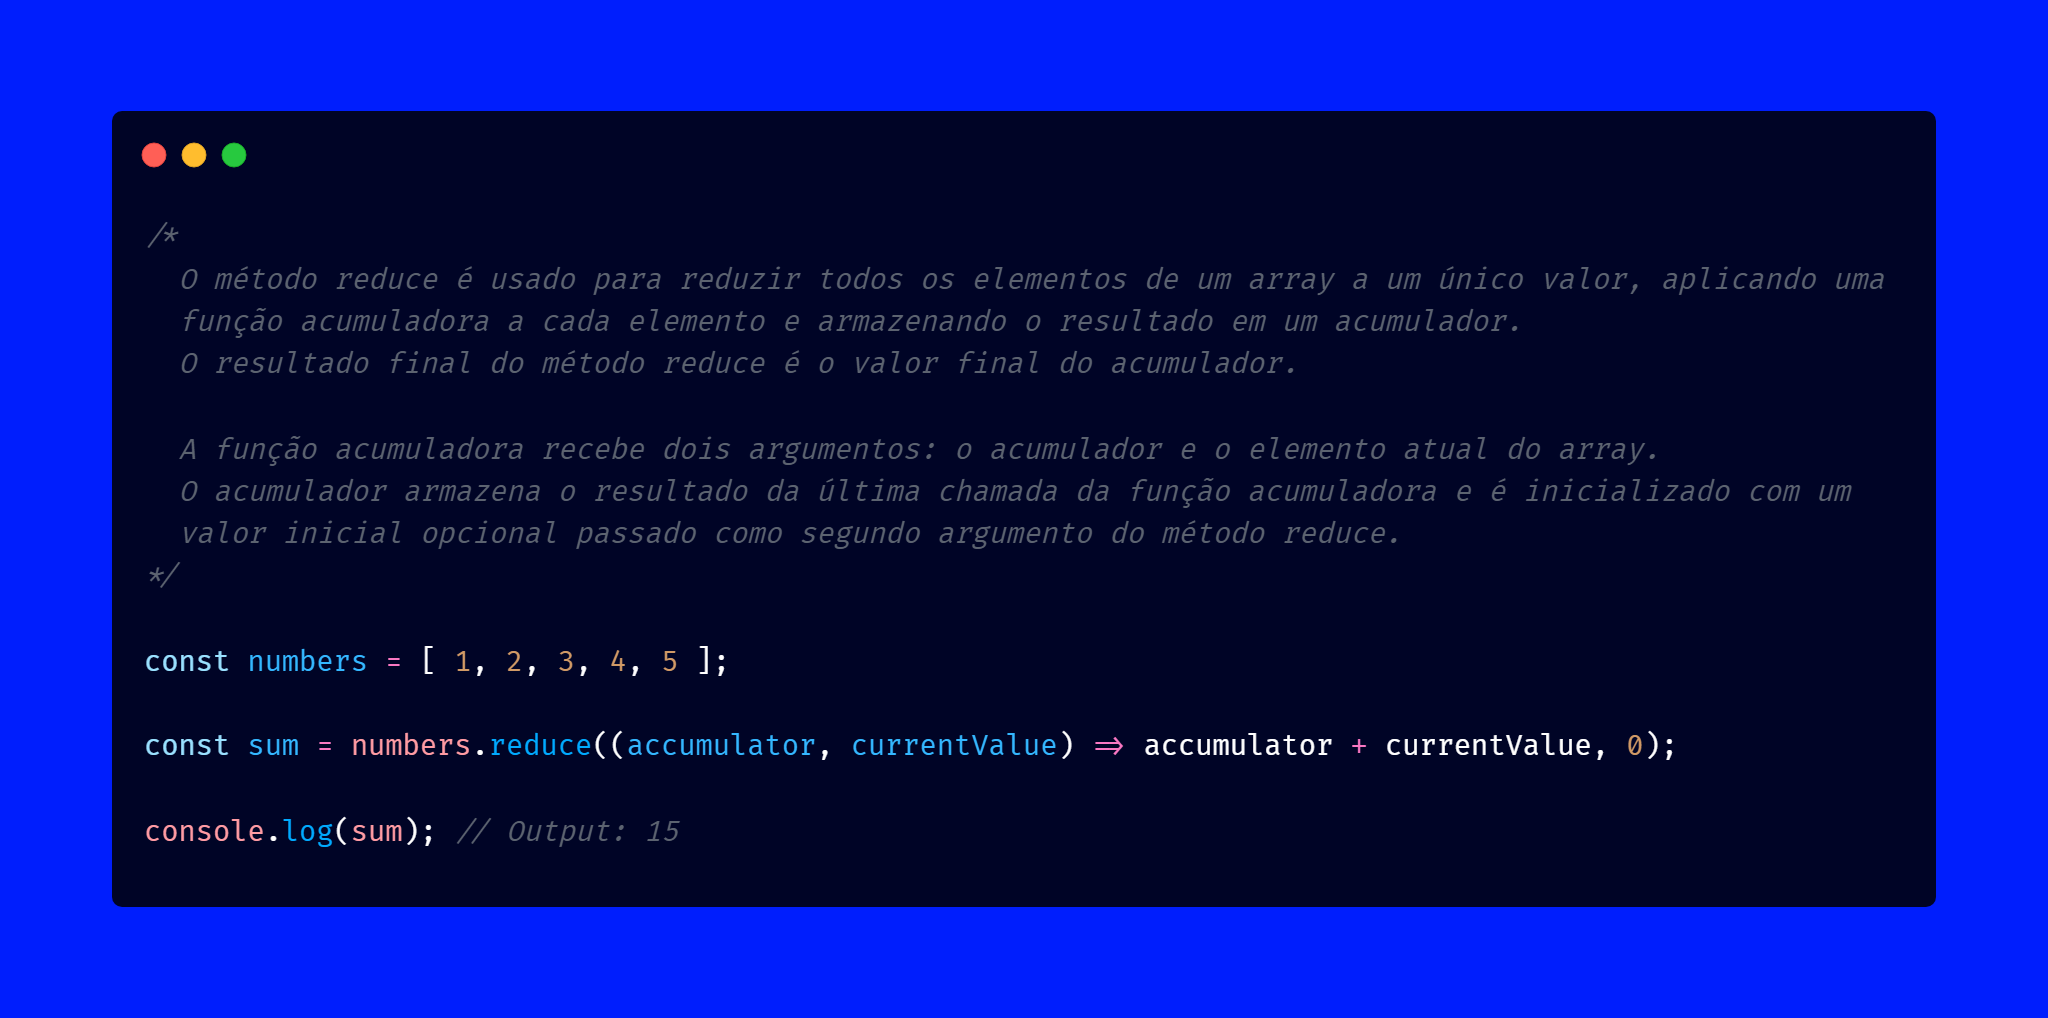 /*
O método reduce é usado para reduzir todos os elementos de um array a um único valor, aplicando uma
função acumuladora a cada elemento e armazenando o resultado em um acumulador.
O resultado final do método reduce é o valor final do acumulador.
A função acumuladora recebe dois argumentos: o acumulador e o elemento atual do array.
O acumulador armazena o resultado da última chamada da função acumuladora e é inicializado com um
valor inicial opcional passado como segundo argumento do método reduce.
*/
const numbers = [ 1, 2, 3, 4, 5 ];
const sum = numbers.reduce((accumulator, currentValue) => accumulator + currentValue, 0);
console.log(sum); // Output: 15